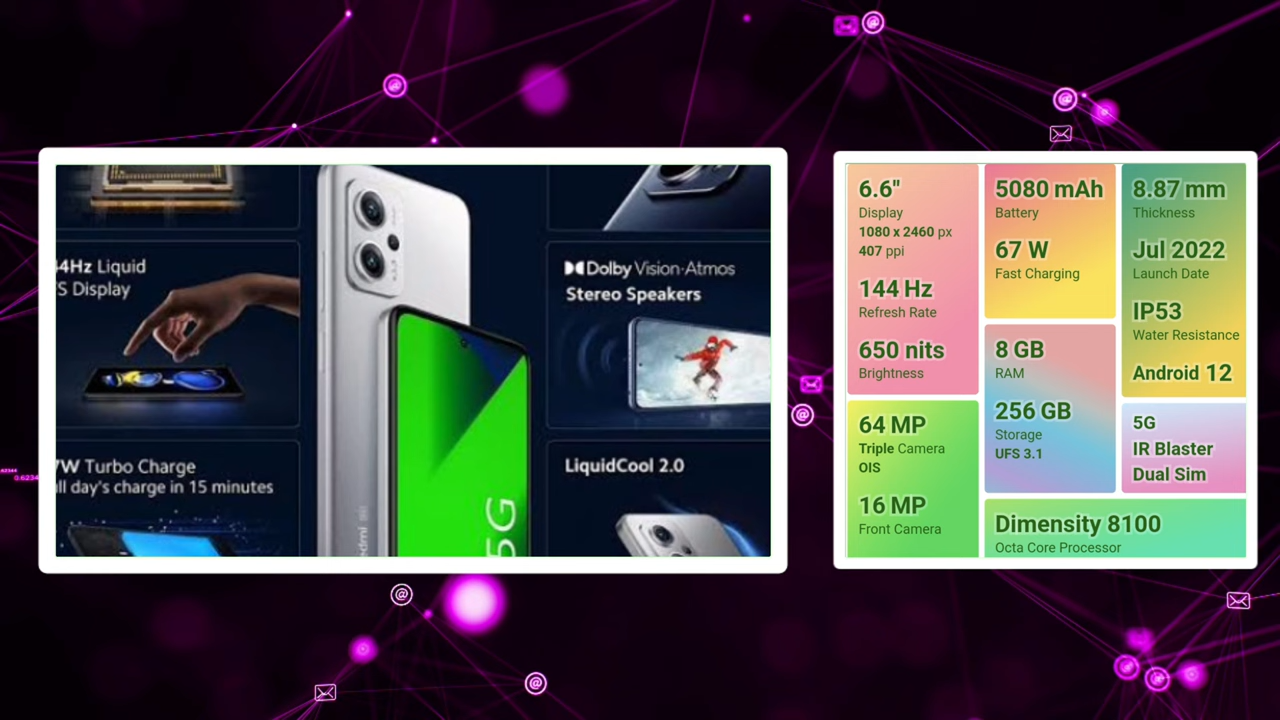 44Hz Liquid
S Display
7W Turbo Charge
all day's charge in 15 minutes
5G
Dolby Vision·Atmos
Stereo Speakers
LiquidCool 2.0
6.6"
Display
1080 x 2460 px
407 ppi
144 Hz
Refresh Rate
650 nits
Brightness
64 MP
Triple Camera
OIS
16 MP
Front Camera
5080 mAh
Battery
67 W
Fast Charging
8 GB
RAM
256 GB
Storage
UFS 3.1
8.87 mm
Thickness
Jul 2022
Launch Date
IP53
Water Resistance
Android 12
5G
IR Blaster
Dual Sim
Dimensity 8100
Octa Core Processor